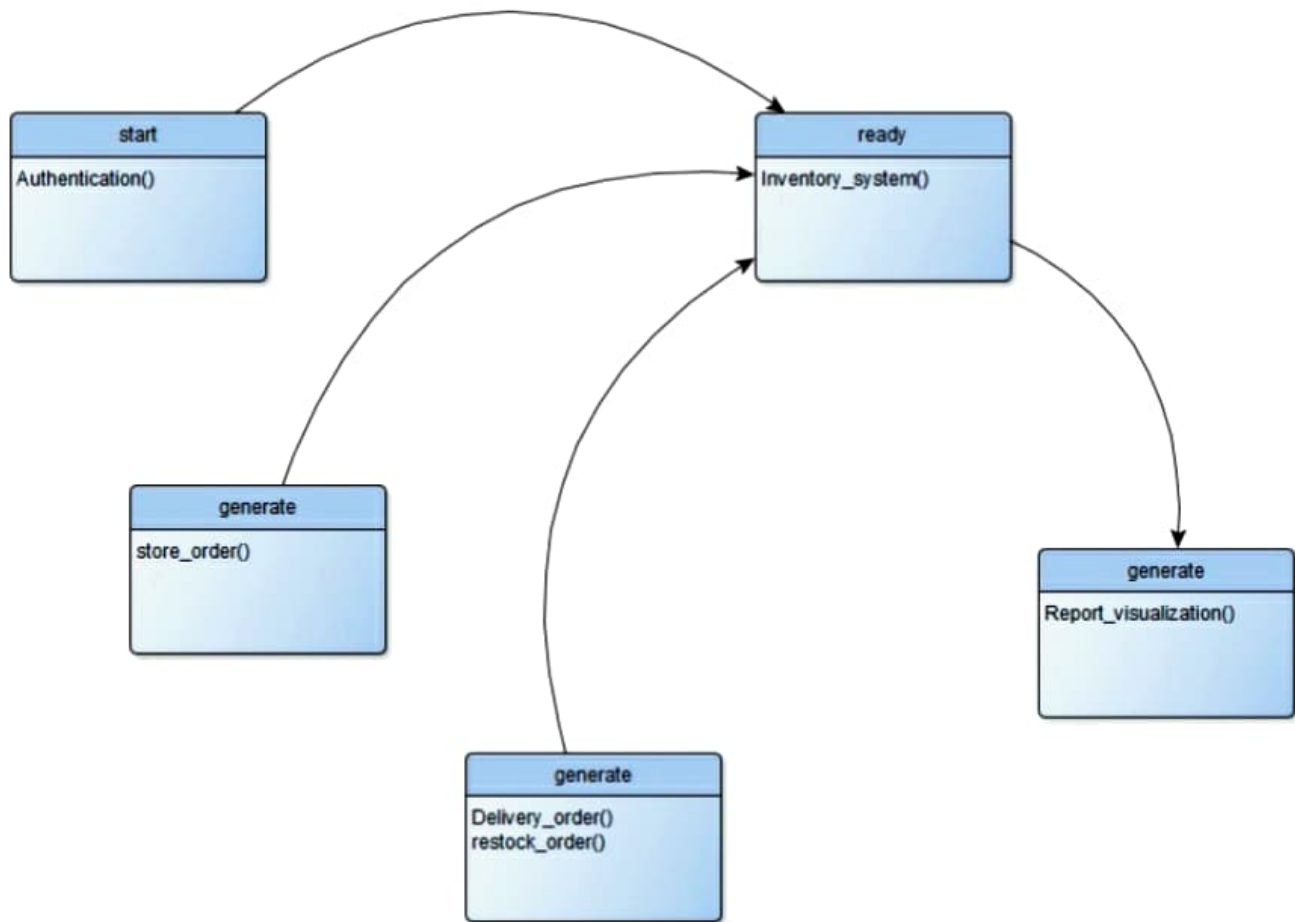 start
Authentication()
ready
Inventory_system()
generate
store_order()
generate
Report_visualization()
generate
Delivery_order()
restock_order()